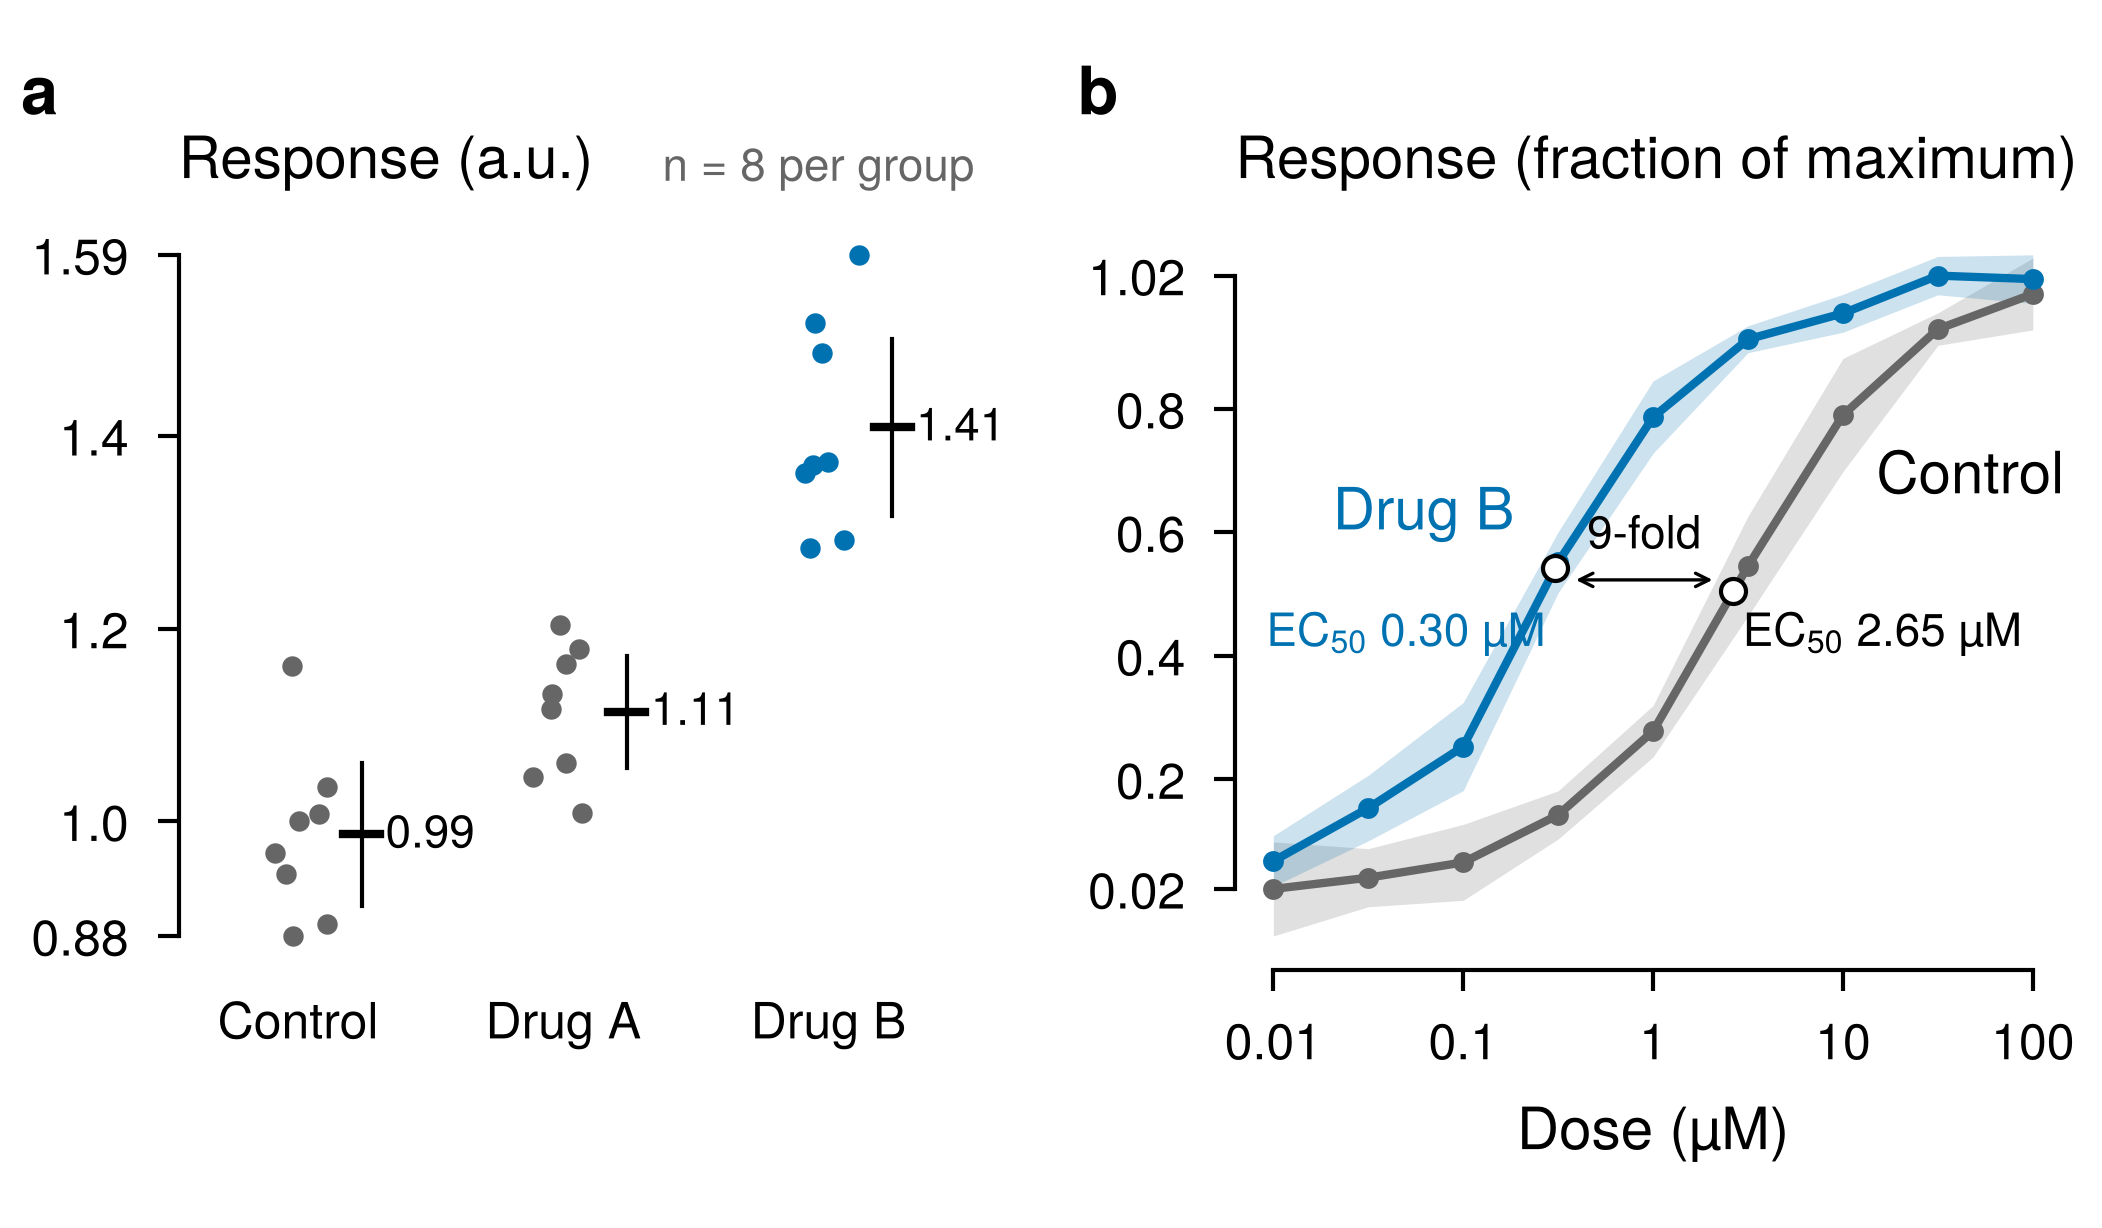 a
Response (a.u.)
n = 8 per group
1.59
1.4
1.2
1.0
0.88
1.41
1.11
0.99
Control
Drug A
Drug B
b
Response (fraction of maximum)
1.02
0.8
0.6
0.4
0.2
0.02
Drug B
9-fold
Control
EC₅₀ 0.30 µM
EC₅₀ 2.65 µM
0.01
0.1
1
10
100
Dose (µM)